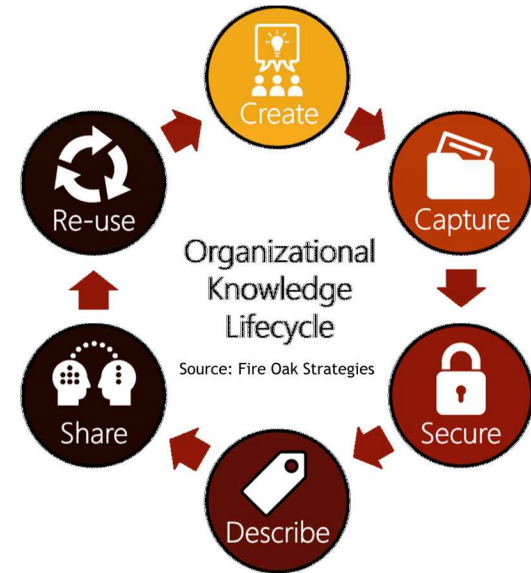 Create
Capture
Secure
Describe
Share
Re-use
Organizational
Knowledge
Lifecycle
Source: Fire Oak Strategies